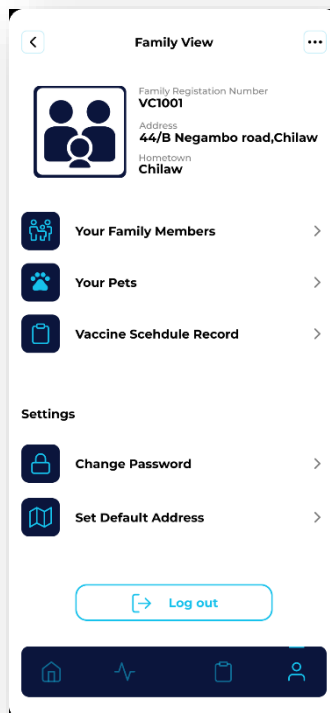 Family View
Family Registation Number
VC1001
Address
44/B Negambo road,Chilaw
Hometown
Chilaw
Your Family Members
Your Pets
Vaccine Scehdule Record
Settings
Change Password
Set Default Address
Log out